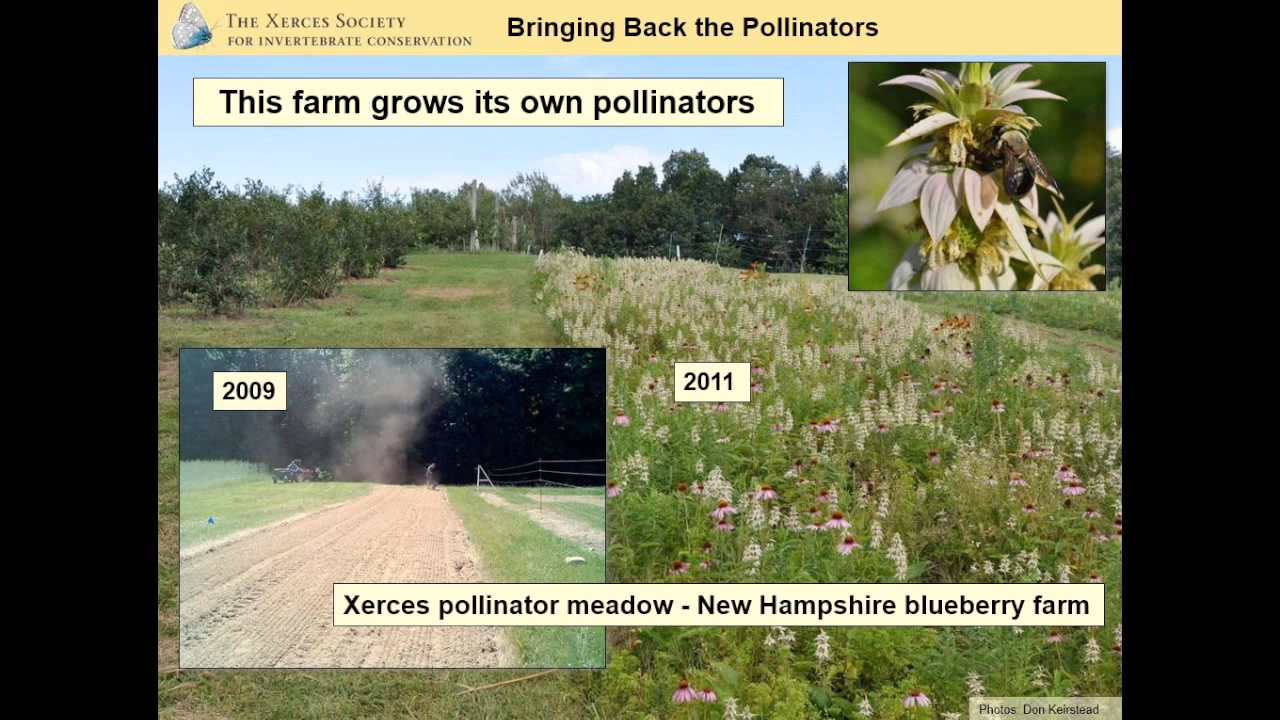 The Xerces Society
for invertebrate conservation
Bringing Back the Pollinators
This farm grows its own pollinators
2009
2011
Xerces pollinator meadow - New Hampshire blueberry farm
Photos: Don Keirstead